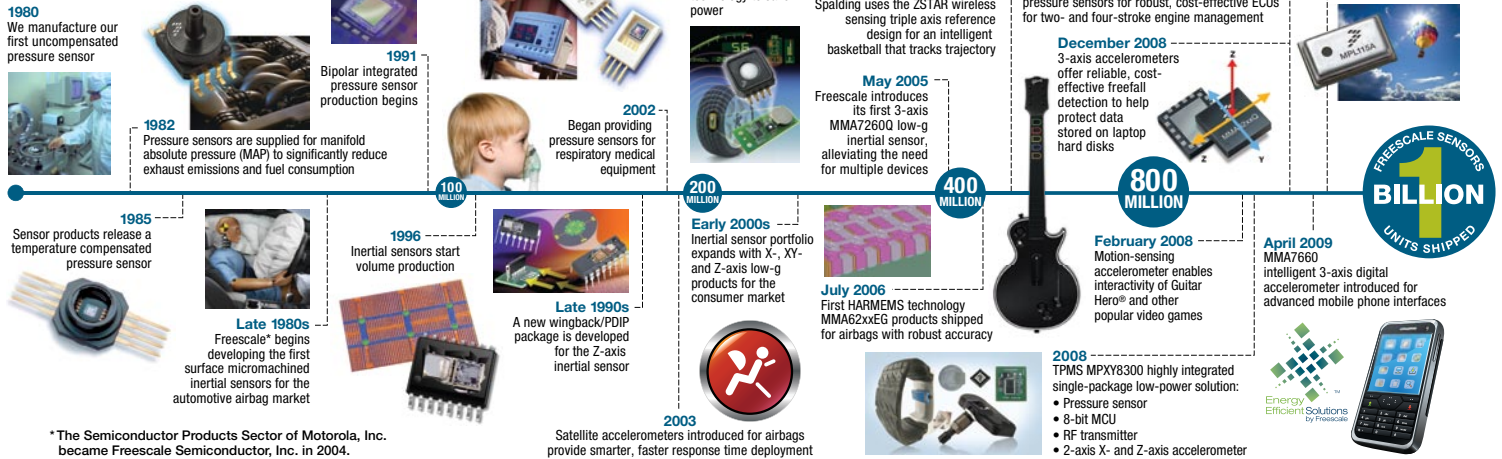 1980
We manufacture our
first uncompensated
pressure sensor
1982
Pressure sensors are supplied for manifold
absolute pressure (MAP) to significantly reduce
exhaust emissions and fuel consumption
1991
Bipolar integrated
pressure sensor
production begins
2002
Began providing
pressure sensors for
respiratory medical
equipment
power
Spalding uses the ZSTAR wireless
sensing triple axis reference
design for an intelligent
basketball that tracks trajectory
May 2005
Freescale introduces
its first 3-axis
MMA7260Q low-g
inertial sensor,
alleviating the need
for multiple devices
pressure sensors for robust, cost-effective ECUs
for two- and four-stroke engine management
December 2008
3-axis accelerometers
offer reliable, cost-
effective freefall
detection to help
protect data
stored on laptop
hard disks
Z
X
MMA7xxQ
Z
Y
MPL115A
100
MILLION
200
MILLION
400
MILLION
800
MILLION
FREESCALE SENSORS
1
BILLION
UNITS SHIPPED
1985
Sensor products release a
temperature compensated
pressure sensor
Late 1980s
Freescale* begins
developing the first
surface micromachined
inertial sensors for the
automotive airbag market
1996
Inertial sensors start
volume production
Late 1990s
A new wingback/PDIP
package is developed
for the Z-axis
inertial sensor
2003
Satellite accelerometers introduced for airbags
provide smarter, faster response time deployment
Early 2000s
Inertial sensor portfolio
expands with X-, XY-
and Z-axis low-g
products for the
consumer market
July 2006
First HARMEMS technology
MMA62xxEG products shipped
for airbags with robust accuracy
February 2008
Motion-sensing
accelerometer enables
interactivity of Guitar
Hero® and other
popular video games
2008
TPMS MPXY8300 highly integrated
single-package low-power solution:
• Pressure sensor
• 8-bit MCU
• RF transmitter
• 2-axis X- and Z-axis accelerometer
April 2009
MMA7660
intelligent 3-axis digital
accelerometer introduced for
advanced mobile phone interfaces
Energy
Efficient Solutions
by Freescale
TM
*The Semiconductor Products Sector of Motorola, Inc.
became Freescale Semiconductor, Inc. in 2004.